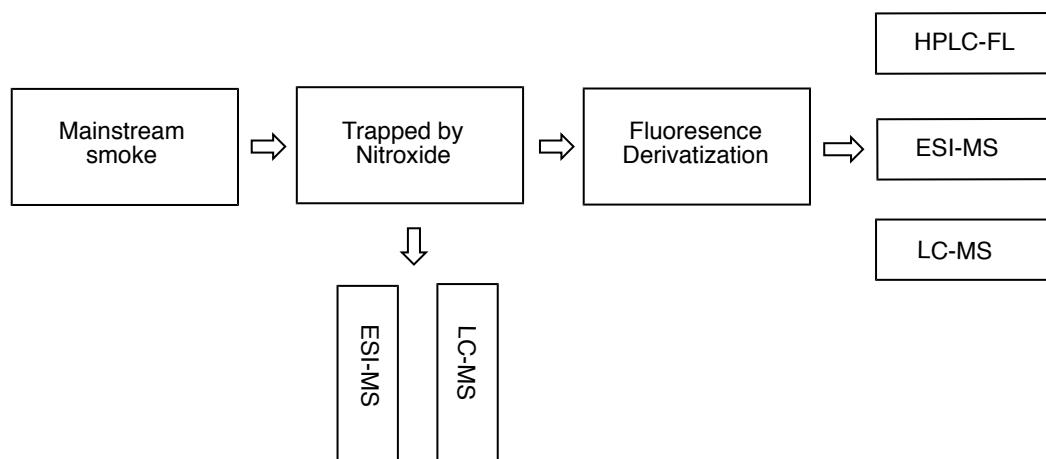 Mainstream
smoke
Trapped by
Nitroxide
Fluoresence
Derivatization
HPLC-FL
ESI-MS
LC-MS
ESI-MS
LC-MS